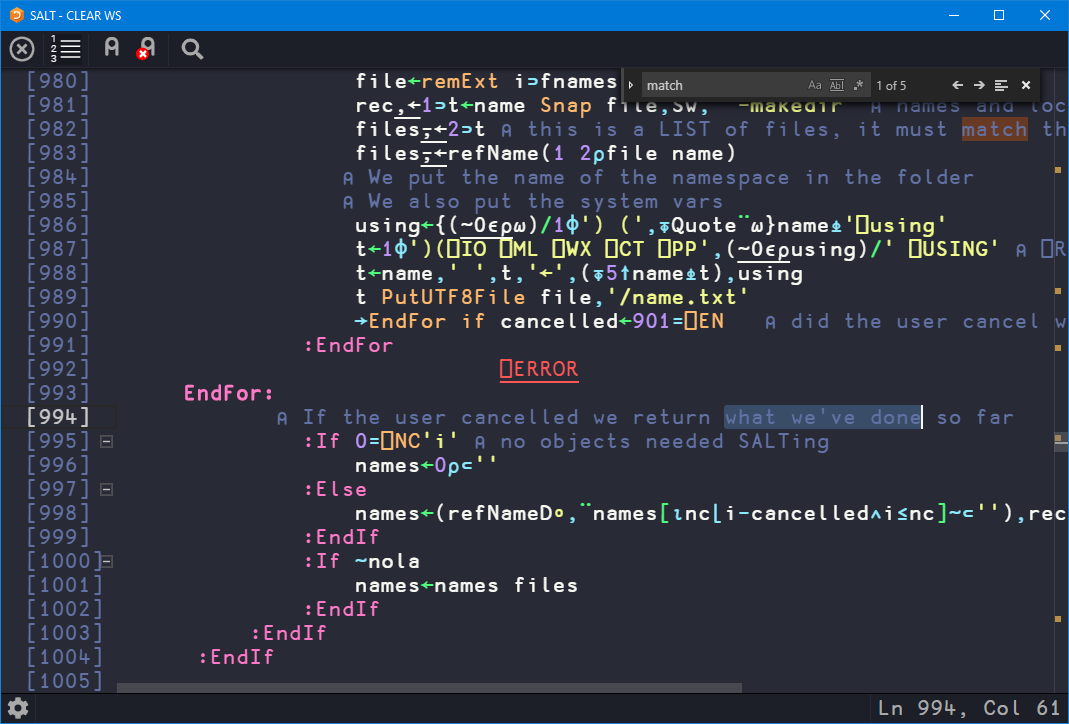 SALT - CLEAR WS
match Aa Abl .* 1 of 5
[980] file←remExt i⊃fnames
[981] rec,←1⊃t←name Snap file,SW,' -makedir' ⍝ names and loc
[982] files,←2⊃t ⍝ this is a LIST of files, it must match th
[983] files,←refName(1 2⍴file name)
[984] ⍝ We put the name of the namespace in the folder
[985] ⍝ We also put the system vars
[986] using←{(~0∊⍴⍵)/1⌽') (',⍕Quote¨⍵}name⍎'⎕using'
[987] t←1⌽')(⎕IO ⎕ML ⎕WX ⎕CT ⎕PP',(~0∊⍴using)/' ⎕USING' ⍝ ⎕R
[988] t←name,' ',t,'←',(⍕5↑name⍎t),using
[989] t PutUTF8File file,'/name.txt'
[990] →EndFor if cancelled←901=⎕EN ⍝ did the user cancel w
[991] :EndFor
[992] ⎕ERROR
[993] EndFor:
[994] ⍝ If the user cancelled we return what we've done so far
[995] :If 0=⎕NC'i' ⍝ no objects needed SALTing
[996] names←0⍴⊂''
[997] :Else
[998] names←(refNameD∘,¨names[⍳nc⌊i-cancelled∧i≤nc]~⊂''),rec
[999] :EndIf
[1000] :If ~nola
[1001] names←names files
[1002] :EndIf
[1003] :EndIf
[1004] :EndIf
[1005]
Ln 994, Col 61